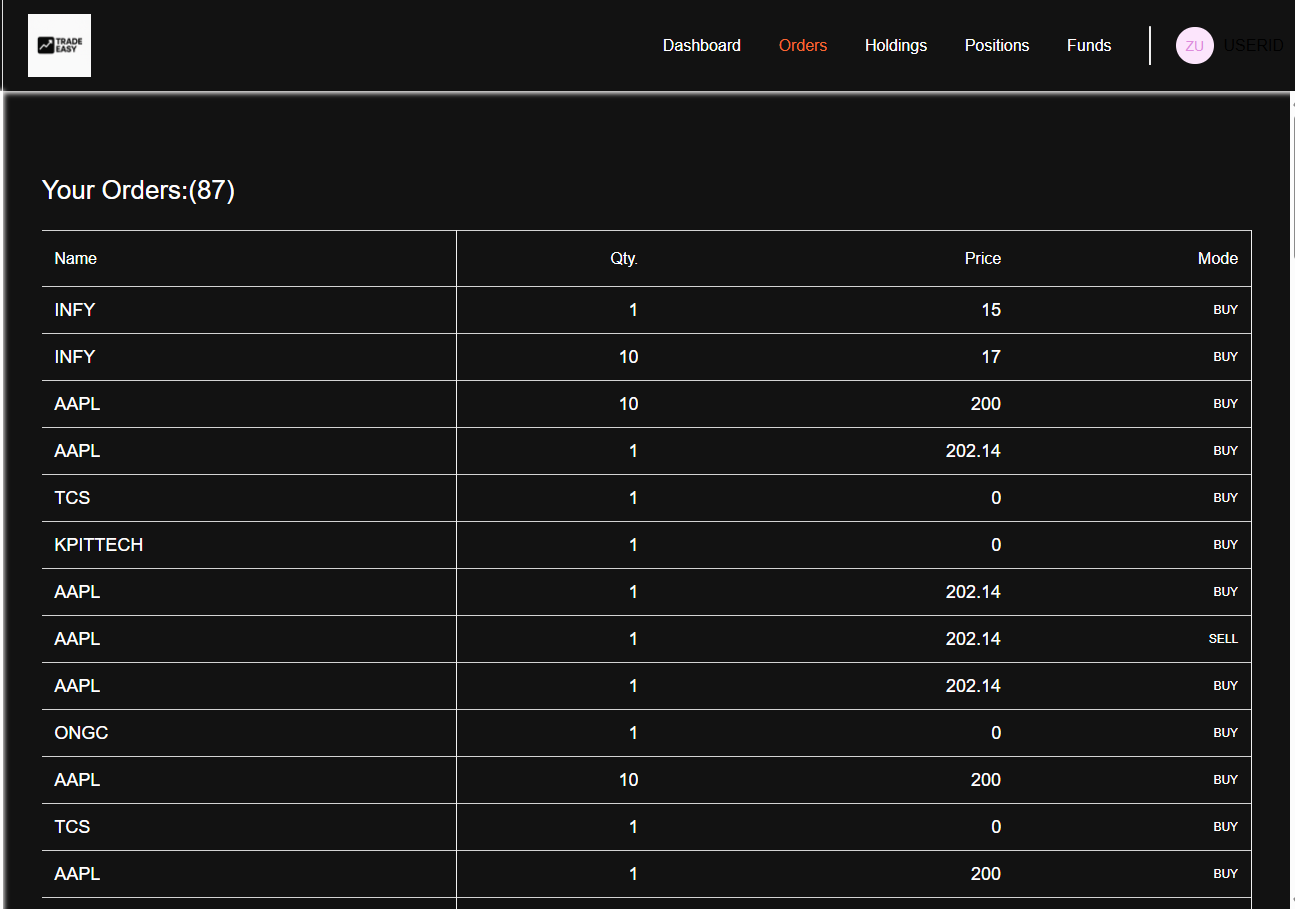 TRADE
EASY
Dashboard Orders Holdings Positions Funds ZU USERID
Your Orders:(87)
Name Qty. Price Mode
INFY 1 15 BUY
INFY 10 17 BUY
AAPL 10 200 BUY
AAPL 1 202.14 BUY
TCS 1 0 BUY
KPITTECH 1 0 BUY
AAPL 1 202.14 BUY
AAPL 1 202.14 SELL
AAPL 1 202.14 BUY
ONGC 1 0 BUY
AAPL 10 200 BUY
TCS 1 0 BUY
AAPL 1 200 BUY